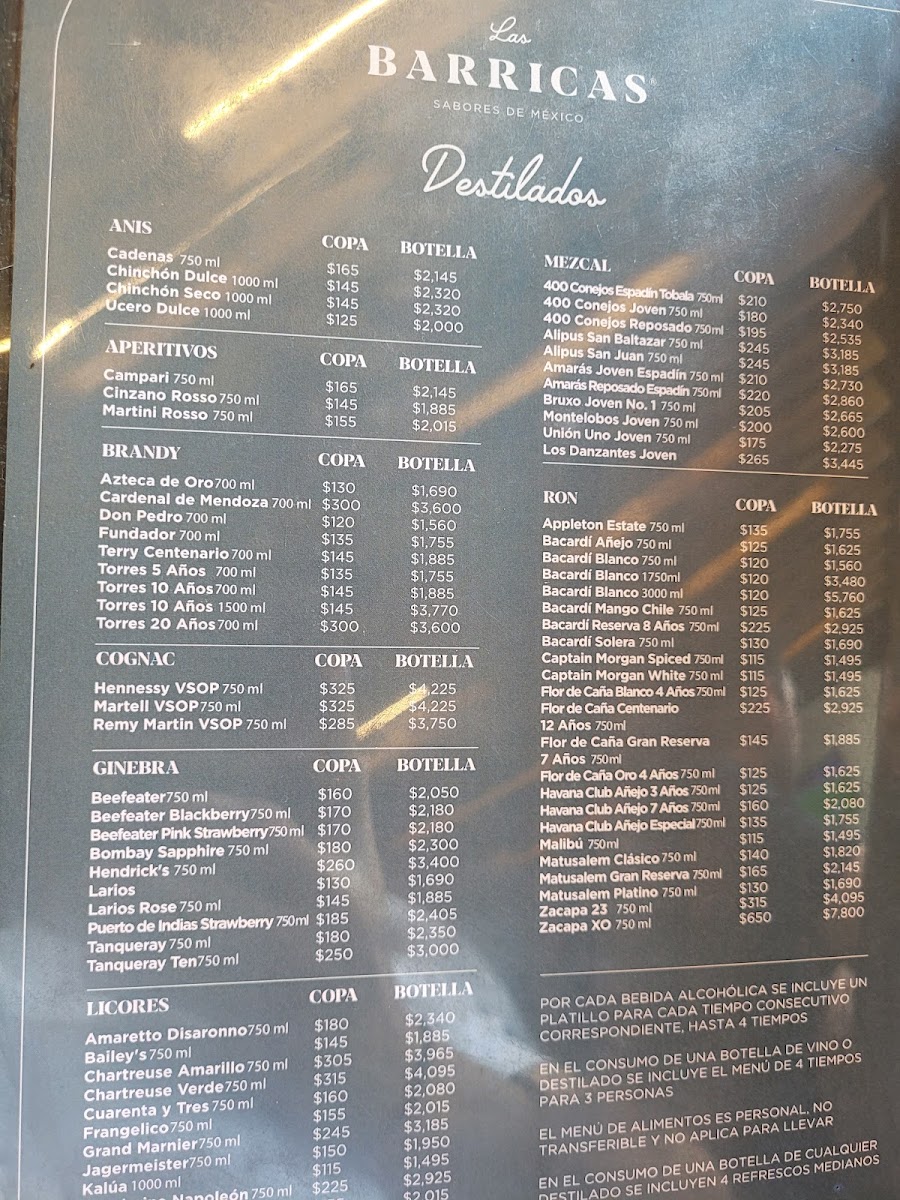 Las
BARRICAS
SABORES DE MÉXICO
Destilados
ANIS COPA BOTELLA
Cadenas 750 ml $165 $2,145
Chinchón Dulce 1000 ml $145 $2,320
Chinchón Seco 1000 ml $145 $2,320
Ucero Dulce 1000 ml $125 $2,000
APERITIVOS COPA BOTELLA
Campari 750 ml $165 $2,145
Cinzano Rosso 750 ml $145 $1,885
Martini Rosso 750 ml $155 $2,015
BRANDY COPA BOTELLA
Azteca de Oro 700 ml $130 $1,690
Cardenal de Mendoza 700 ml $300 $3,600
Don Pedro 700 ml $120 $1,560
Fundador 700 ml $135 $1,755
Terry Centenario 700 ml $145 $1,885
Torres 5 Años 700 ml $135 $1,755
Torres 10 Años 700 ml $145 $1,885
Torres 10 Años 1500 ml $145 $3,770
Torres 20 Años 700 ml $300 $3,600
COGNAC COPA BOTELLA
Hennessy VSOP 750 ml $325 $4,225
Martell VSOP 750 ml $325 $4,225
Remy Martin VSOP 750 ml $285 $3,750
GINEBRA COPA BOTELLA
Beefeater 750 ml $160 $2,050
Beefeater Blackberry 750 ml $170 $2,180
Beefeater Pink Strawberry 750 ml $170 $2,180
Bombay Sapphire 750 ml $180 $2,300
Hendrick's 750 ml $260 $3,400
Larios $130 $1,690
Larios Rose 750 ml $145 $1,885
Puerto de Indias Strawberry 750ml $185 $2,405
Tanqueray 750 ml $180 $2,350
Tanqueray Ten 750 ml $250 $3,000
LICORES COPA BOTELLA
Amaretto Disaronno 750 ml $180 $2,340
Bailey's 750 ml $145 $1,885
Chartreuse Amarillo 750 ml $305 $3,965
Chartreuse Verde 750 ml $315 $4,095
Cuarenta y Tres 750 ml $160 $2,080
Frangelico 750 ml $155 $2,015
Grand Marnier 750 ml $245 $3,185
Jagermeister 750 ml $150 $1,950
Kalúa 1000 ml $115 $1,495
Napoleón 750 ml $225 $2,925
$2,015
MEZCAL COPA BOTELLA
400 Conejos Espadín Tobala 750ml $210 $2,750
400 Conejos Joven 750 ml $180 $2,340
400 Conejos Reposado 750 ml $195 $2,535
Alipus San Baltazar 750 ml $245 $3,185
Alipus San Juan 750 ml $245 $3,185
Amarás Joven Espadín 750 ml $210 $2,730
Amarás Reposado Espadín 750 ml $220 $2,860
Bruxo Joven No. 1 750 ml $205 $2,665
Montelobos Joven 750 ml $200 $2,600
Unión Uno Joven 750 ml $175 $2,275
Los Danzantes Joven $265 $3,445
RON COPA BOTELLA
Appleton Estate 750 ml $135 $1,755
Bacardí Añejo 750 ml $125 $1,625
Bacardí Blanco 750 ml $120 $1,560
Bacardí Blanco 1750ml $120 $3,480
Bacardí Blanco 3000 ml $120 $5,760
Bacardí Mango Chile 750 ml $125 $1,625
Bacardí Reserva 8 Años 750 ml $225 $2,925
Bacardí Solera 750 ml $130 $1,690
Captain Morgan Spiced 750 ml $115 $1,495
Captain Morgan White 750 ml $115 $1,495
Flor de Caña Blanco 4 Años 750 ml $125 $1,625
Flor de Caña Centenario $225 $2,925
12 Años 750ml
Flor de Caña Gran Reserva $145 $1,885
7 Años 750ml
Flor de Caña Oro 4 Años 750 ml $125 $1,625
Havana Club Añejo 3 Años 750 ml $125 $1,625
Havana Club Añejo 7 Años 750 ml $160 $2,080
Havana Club Añejo Especial 750 ml $135 $1,755
Malibú 750ml $115 $1,495
Matusalem Clásico 750 ml $140 $1,820
Matusalem Gran Reserva 750 ml $165 $2,145
Matusalem Platino 750 ml $130 $1,690
Zacapa 23 750 ml $315 $4,095
Zacapa XO 750 ml $650 $7,800
POR CADA BEBIDA ALCOHÓLICA SE INCLUYE UN
PLATILLO PARA CADA TIEMPO CONSECUTIVO
CORRESPONDIENTE, HASTA 4 TIEMPOS
EN EL CONSUMO DE UNA BOTELLA DE VINO O
DESTILADO SE INCLUYE EL MENÚ DE 4 TIEMPOS
PARA 3 PERSONAS
EL MENÚ DE ALIMENTOS ES PERSONAL, NO
TRANSFERIBLE Y NO APLICA PARA LLEVAR
EN EL CONSUMO DE UNA BOTELLA DE CUALQUIER
DESTILADO SE INCLUYEN 4 REFRESCOS MEDIANOS